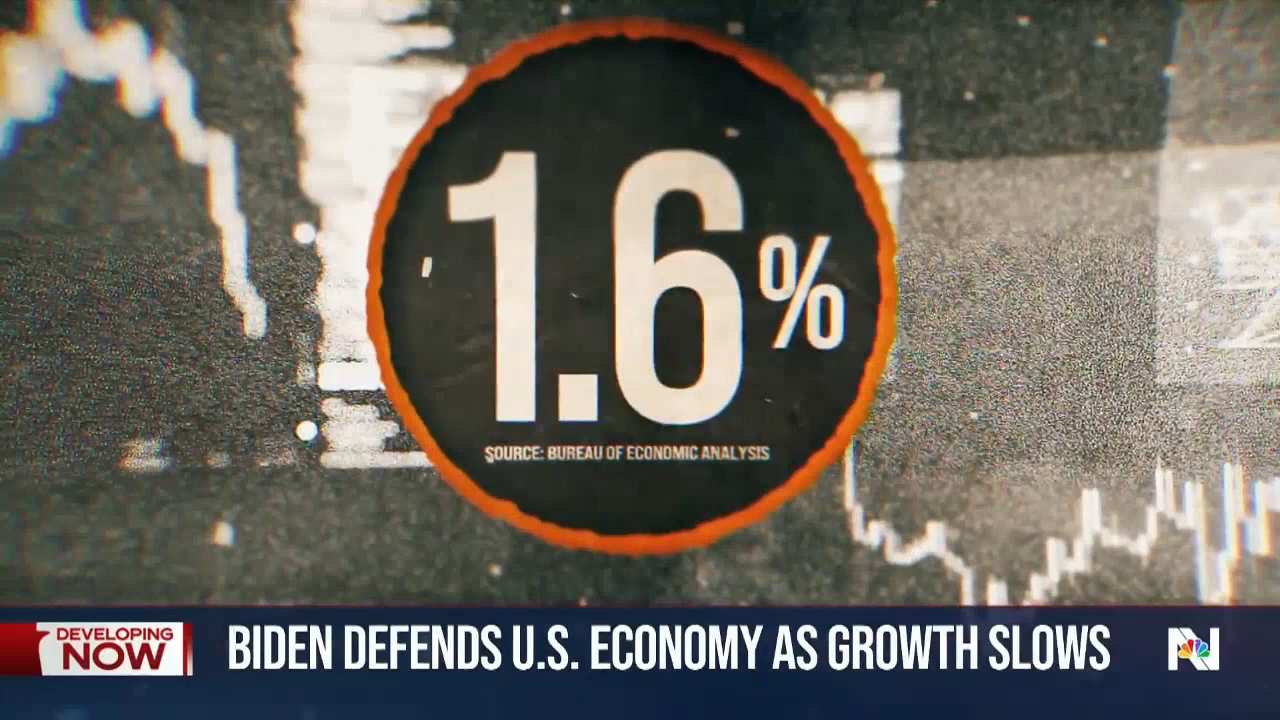 1.6%
SOURCE: BUREAU OF ECONOMIC ANALYSIS
DEVELOPING
NOW
BIDEN DEFENDS U.S. ECONOMY AS GROWTH SLOWS
N